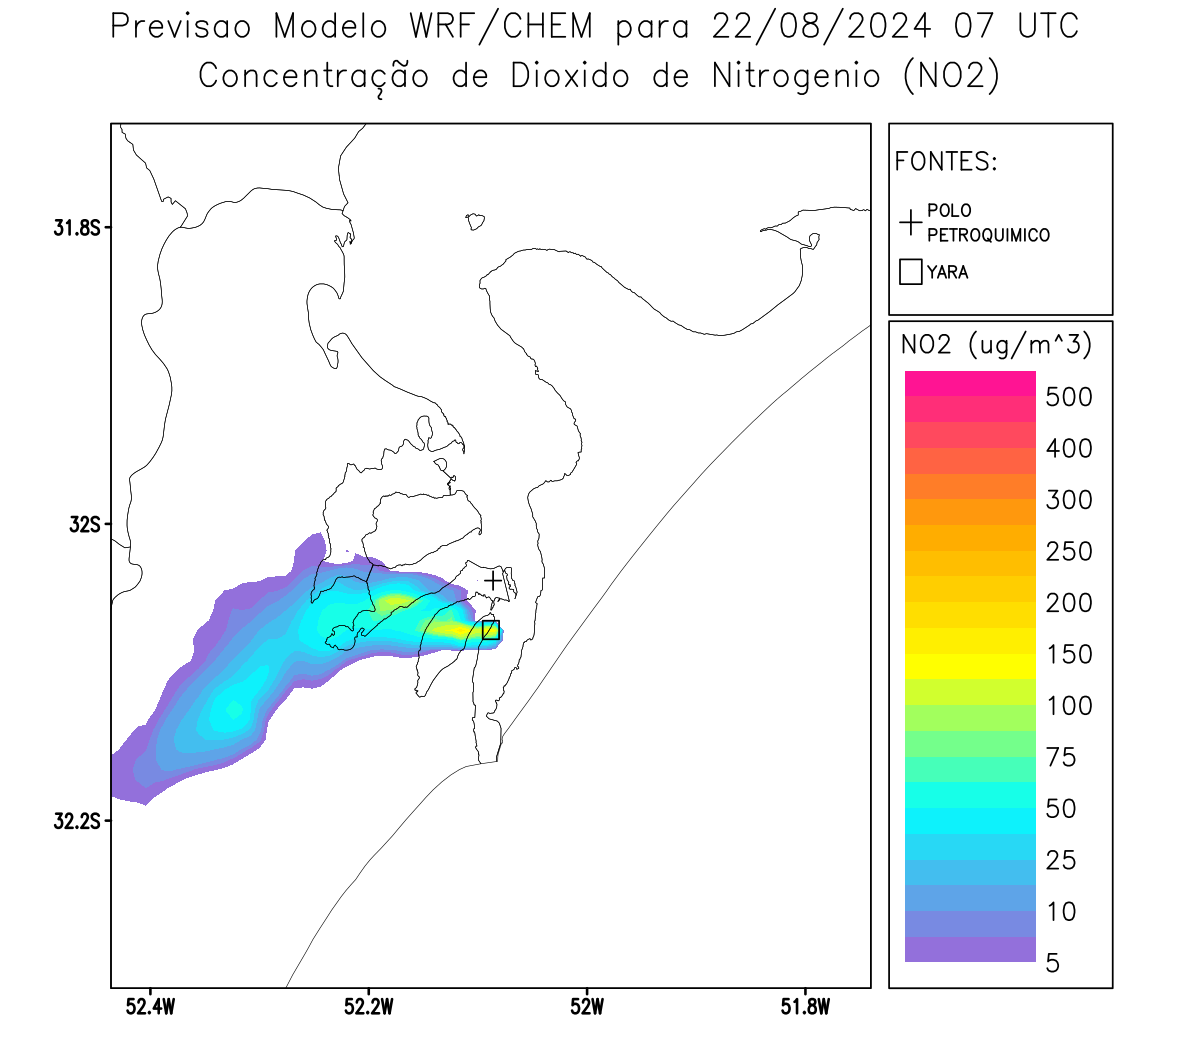 Previsao Modelo WRF/CHEM para 22/08/2024 07 UTC
Concentração de Dioxido de Nitrogenio (NO2)
FONTES:
POLO
PETROQUIMICO
YARA
NO2 (ug/m^3)
500
400
300
250
200
150
100
75
50
25
10
5
31.8S
32S
32.2S
52.4W
52.2W
52W
51.8W